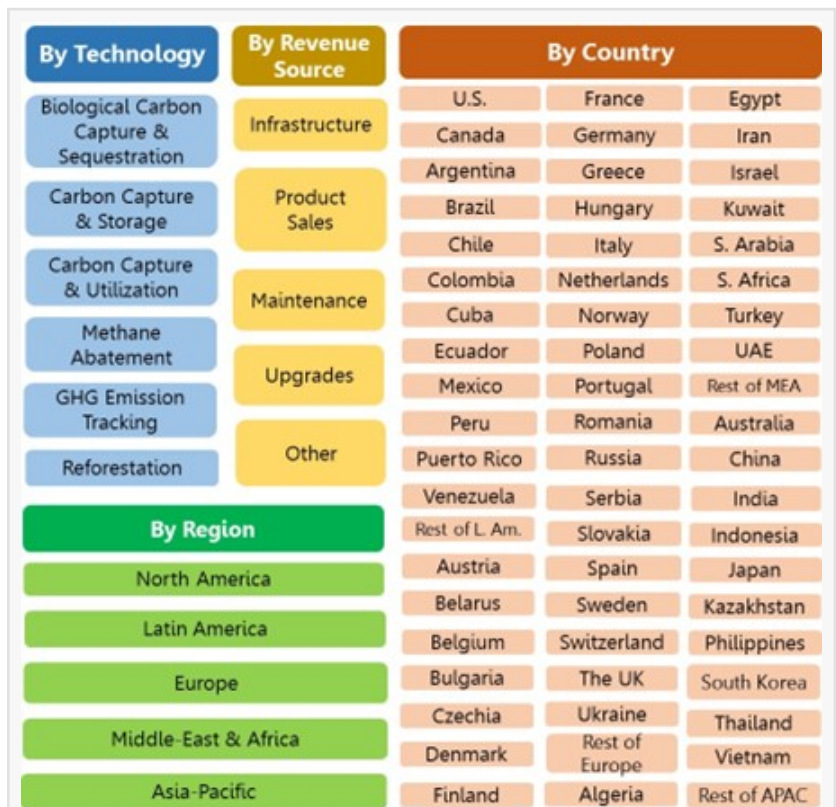 By Technology
Biological Carbon
Capture &
Sequestration
Carbon Capture
& Storage
Carbon Capture
& Utilization
Methane
Abatement
GHG Emission
Tracking
Reforestation
By Revenue
Source
Infrastructure
Product
Sales
Maintenance
Upgrades
Other
By Region
North America
Latin America
Europe
Middle-East & Africa
Asia-Pacific
By Country
U.S.
Canada
Argentina
Brazil
Chile
Colombia
Cuba
Ecuador
Mexico
Peru
Puerto Rico
Venezuela
Rest of L. Am.
Austria
Belarus
Belgium
Bulgaria
Czechia
Denmark
Finland
France
Germany
Greece
Hungary
Italy
Netherlands
Norway
Poland
Portugal
Romania
Russia
Serbia
Slovakia
Spain
Sweden
Switzerland
The UK
Ukraine
Rest of
Europe
Algeria
Egypt
Iran
Israel
Kuwait
S. Arabia
S. Africa
Turkey
UAE
Rest of MEA
Australia
China
India
Indonesia
Japan
Kazakhstan
Philippines
South Korea
Thailand
Vietnam
Rest of APAC